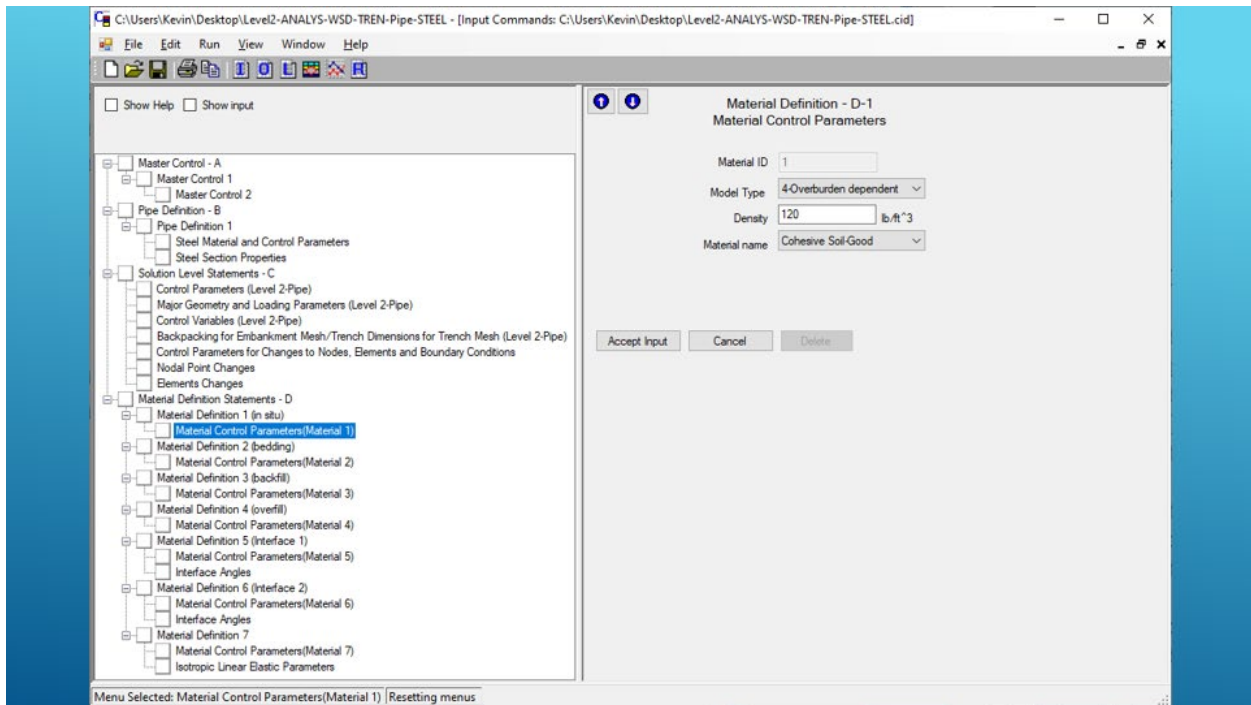 C:\Users\Kevin\Desktop\Level2-ANALYS-WSD-TREN-Pipe-STEEL - [Input Commands: C:\Users\Kevin\Desktop\Level2-ANALYS-WSD-TREN-Pipe-STEEL.cid]
File Edit Run View Window Help
Show Help Show input
Master Control - A
Master Control 1
Master Control 2
Pipe Definition - B
Pipe Definition 1
Steel Material and Control Parameters
Steel Section Properties
Solution Level Statements - C
Control Parameters (Level 2-Pipe)
Major Geometry and Loading Parameters (Level 2-Pipe)
Control Variables (Level 2-Pipe)
Backpacking for Embankment Mesh/Trench Dimensions for Trench Mesh (Level 2-Pipe)
Control Parameters for Changes to Nodes, Elements and Boundary Conditions
Nodal Point Changes
Elements Changes
Material Definition Statements - D
Material Definition 1 (in situ)
Material Control Parameters(Material 1)
Material Definition 2 (bedding)
Material Control Parameters(Material 2)
Material Definition 3 (backfill)
Material Control Parameters(Material 3)
Material Definition 4 (overfill)
Material Control Parameters(Material 4)
Material Definition 5 (Interface 1)
Material Control Parameters(Material 5)
Interface Angles
Material Definition 6 (Interface 2)
Material Control Parameters(Material 6)
Interface Angles
Material Definition 7
Material Control Parameters(Material 7)
Isotropic Linear Elastic Parameters
Material Definition - D-1
Material Control Parameters
Material ID 1
Model Type 4-Overburden dependent
Density 120 lb/ft^3
Material name Cohesive Soil-Good
Accept Input Cancel Delete
Menu Selected: Material Control Parameters(Material 1) Resetting menus